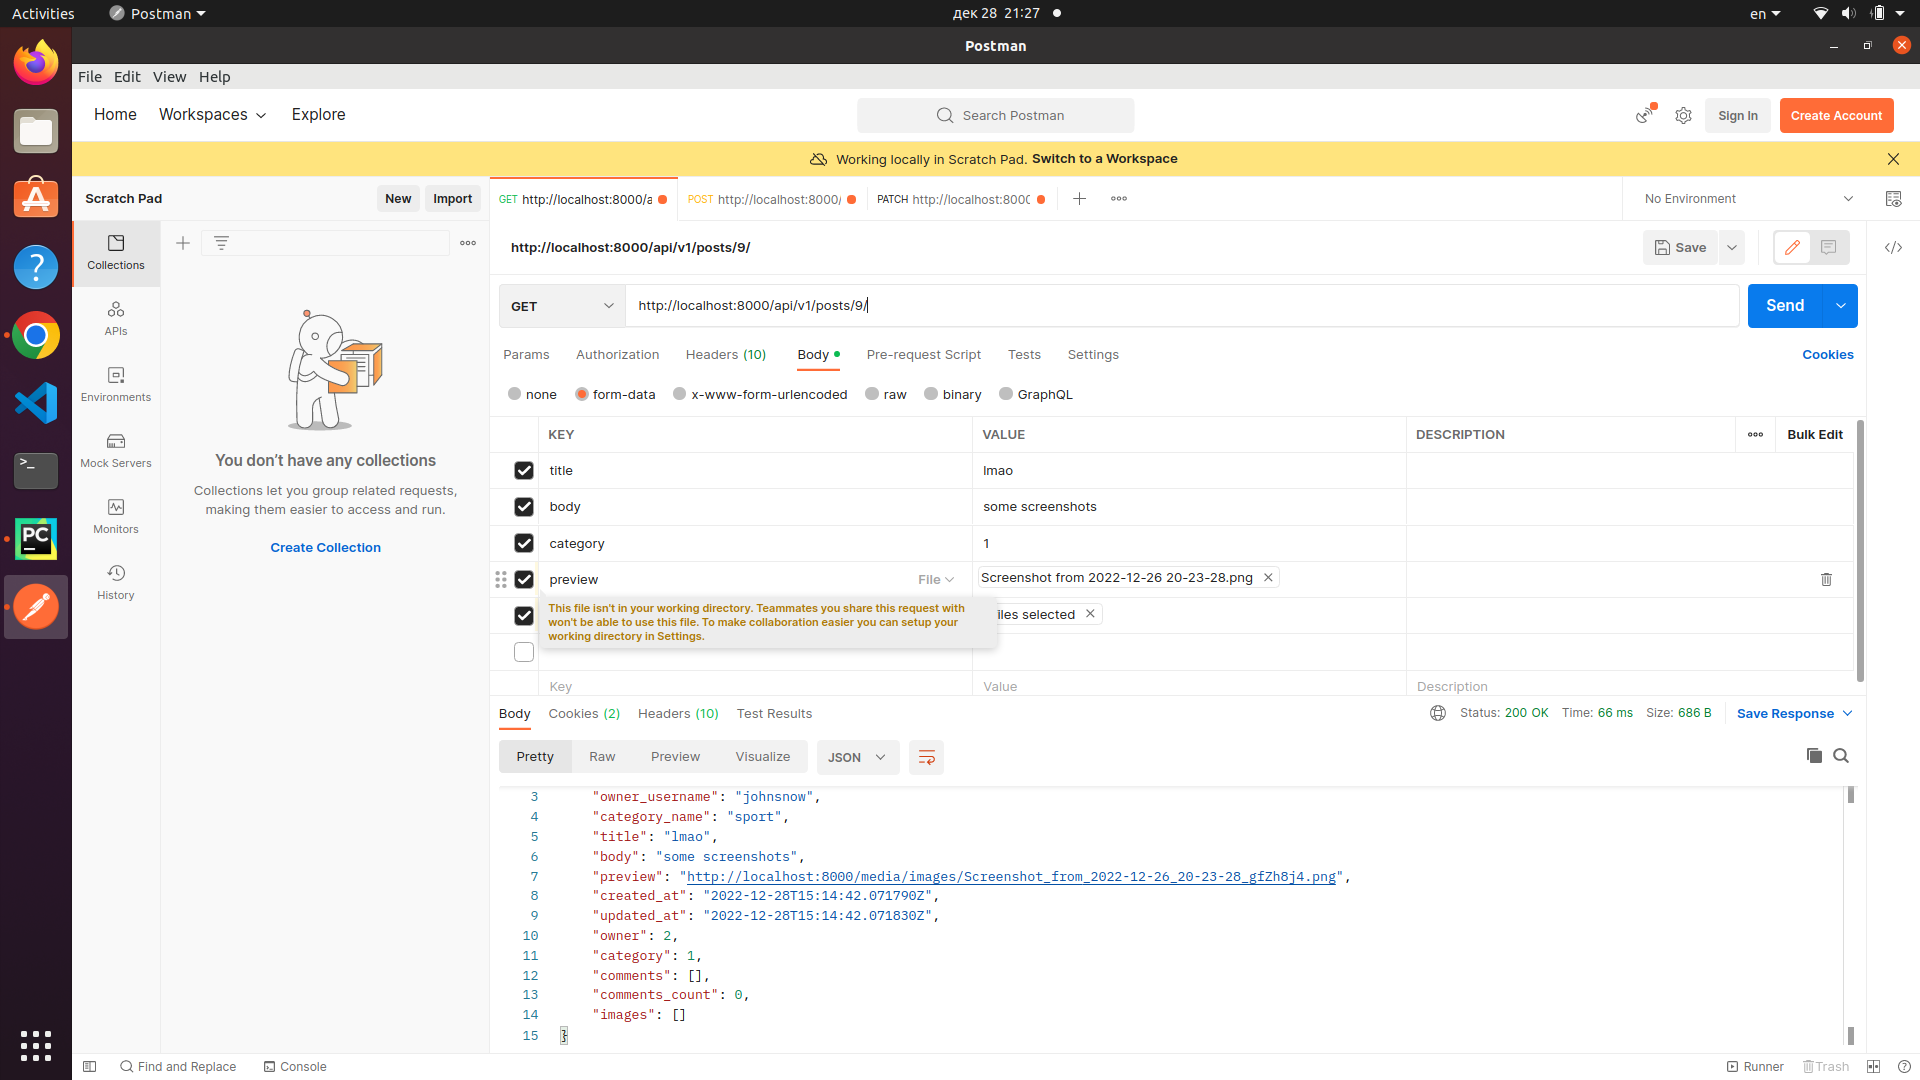 Activities
Postman
дек 28 21:27
en
Postman
File Edit View Help
Home Workspaces Explore
Search Postman
Sign In
Create Account
Working locally in Scratch Pad. Switch to a Workspace
Scratch Pad
New
Import
GET http://localhost:8000/a
POST http://localhost:8000/
PATCH http://localhost:800
No Environment
Collections
APIs
Environments
Mock Servers
Monitors
History
You don't have any collections
Collections let you group related requests,
making them easier to access and run.
Create Collection
http://localhost:8000/api/v1/posts/9/
Save
GET
http://localhost:8000/api/v1/posts/9/
Send
Params Authorization Headers (10) Body Pre-request Script Tests Settings
Cookies
none form-data x-www-form-urlencoded raw binary GraphQL
KEY VALUE DESCRIPTION Bulk Edit
title lmao
body some screenshots
category 1
preview File Screenshot from 2022-12-26 20-23-28.png
iles selected
This file isn't in your working directory. Teammates you share this request with
won't be able to use this file. To make collaboration easier you can setup your
working directory in Settings.
Key Value Description
Body Cookies (2) Headers (10) Test Results
Status: 200 OK Time: 66 ms Size: 686 B Save Response
Pretty Raw Preview Visualize JSON
3 "owner_username": "johnsnow",
4 "category_name": "sport",
5 "title": "lmao",
6 "body": "some screenshots",
7 "preview": "http://localhost:8000/media/images/Screenshot_from_2022-12-26_20-23-28_gfZh8j4.png",
8 "created_at": "2022-12-28T15:14:42.071790Z",
9 "updated_at": "2022-12-28T15:14:42.071830Z",
10 "owner": 2,
11 "category": 1,
12 "comments": [],
13 "comments_count": 0,
14 "images": []
15 }
Find and Replace Console
Runner Trash